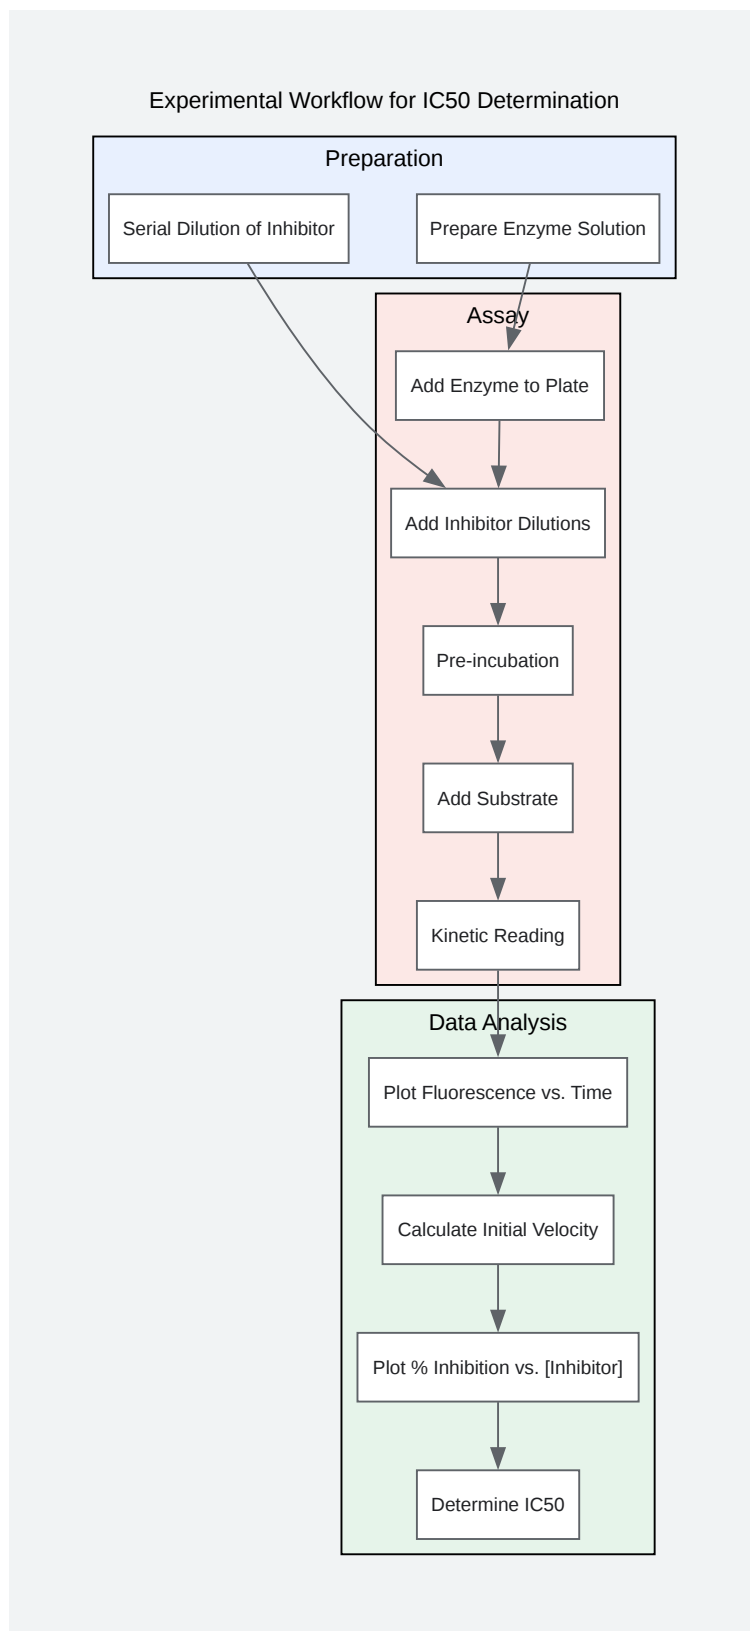 Experimental Workflow for IC50 Determination
Preparation
Serial Dilution of Inhibitor
Prepare Enzyme Solution
Assay
Add Enzyme to Plate
Add Inhibitor Dilutions
Pre-incubation
Add Substrate
Kinetic Reading
Data Analysis
Plot Fluorescence vs. Time
Calculate Initial Velocity
Plot % Inhibition vs. [Inhibitor]
Determine IC50